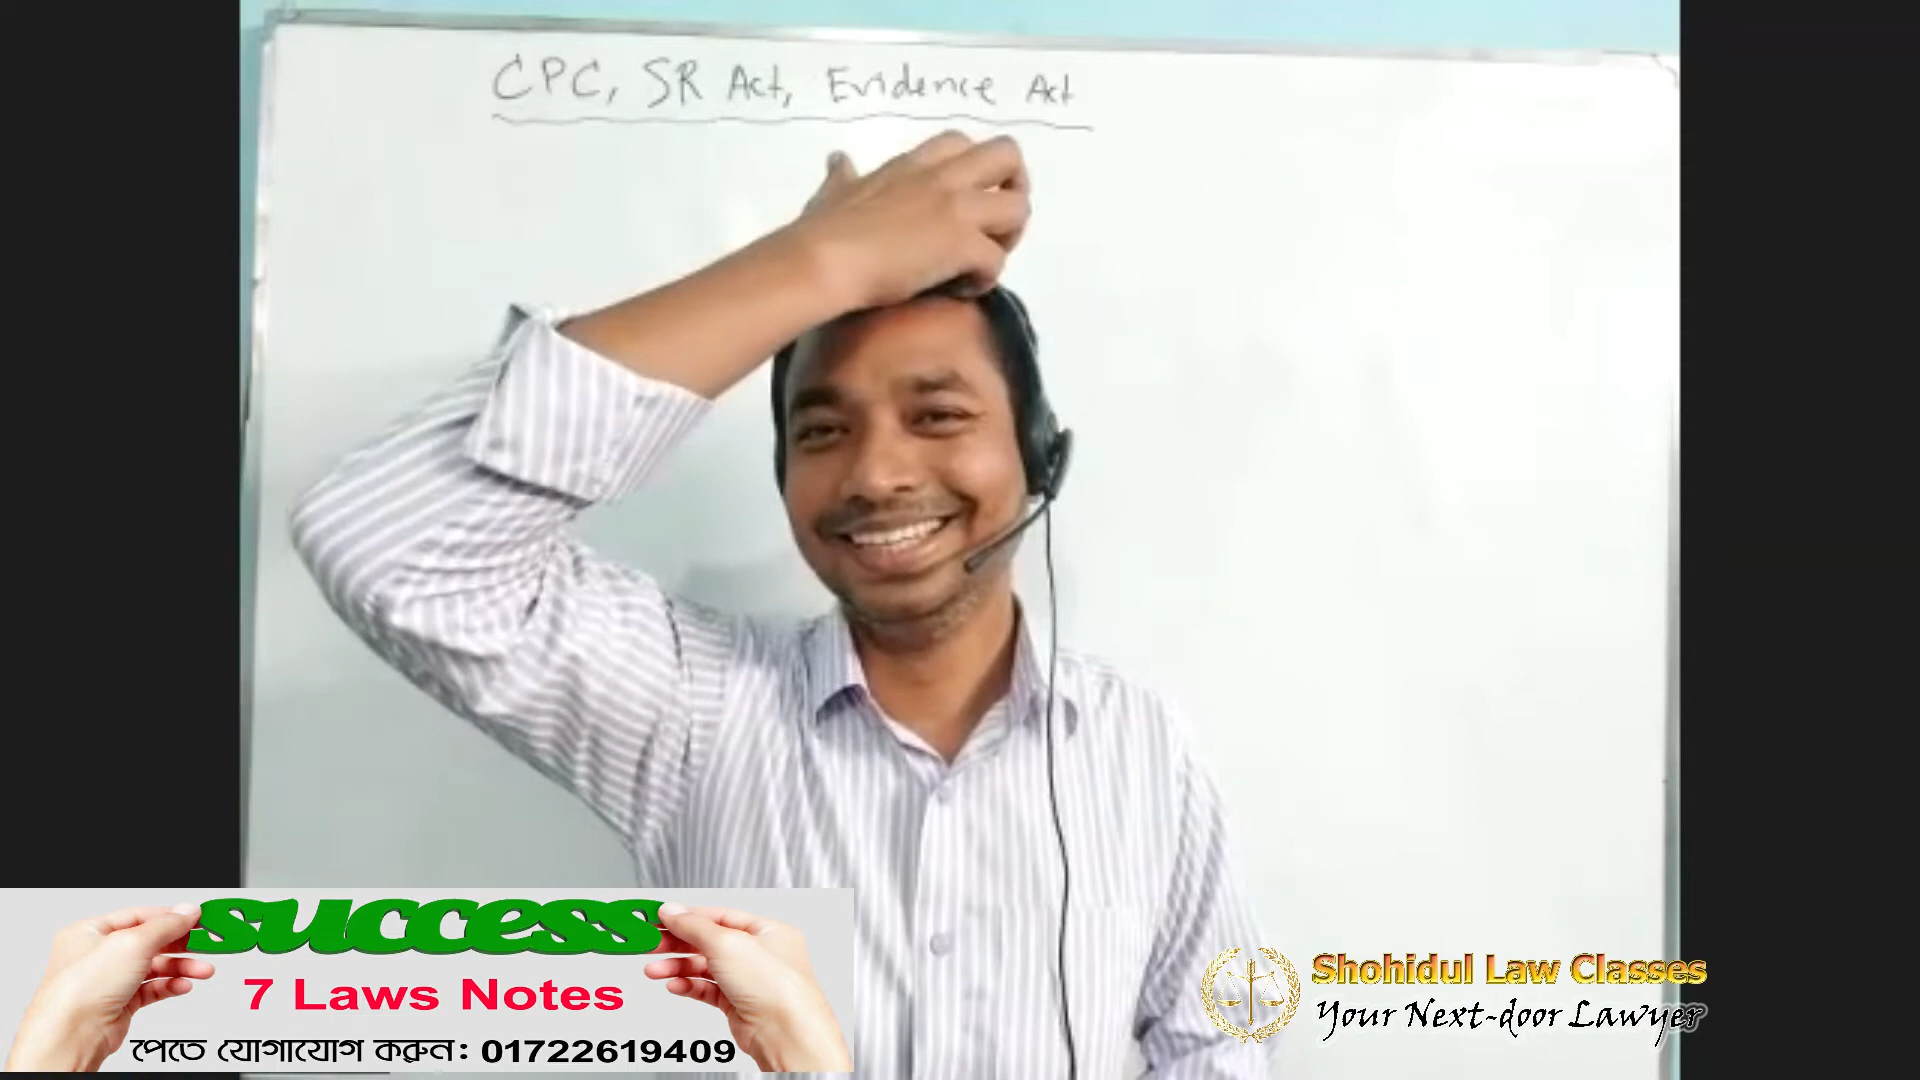 CPC, SR Act, Evidence Act
success
7 Laws Notes
পেতে যোগাযোগ করুন: 01722619409
Shohidul Law Classes
Your Next-door Lawyer